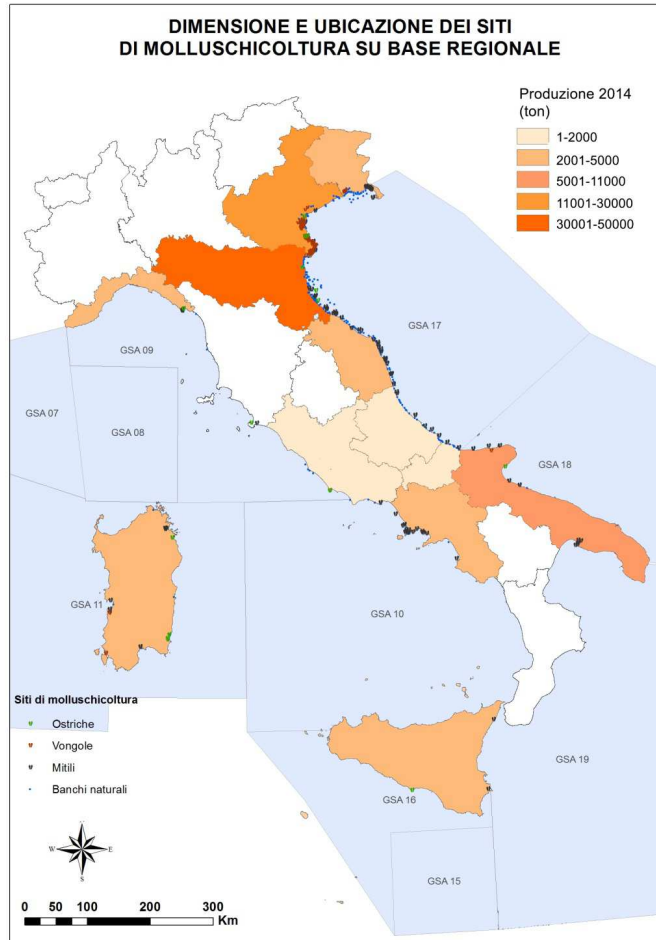 DIMENSIONE E UBICAZIONE DEI SITI
DI MOLLUSCHICOLTURA SU BASE REGIONALE
Produzione 2014
(ton)
1-2000
2001-5000
5001-11000
11001-30000
30001-50000
GSA 17
GSA 09
GSA 07
GSA 08
GSA 18
GSA 11
GSA 10
GSA 19
GSA 16
GSA 15
Siti di molluschicoltura
Ostriche
Vongole
Mitili
Banchi naturali
N
W
E
S
0 50 100 200 300
Km